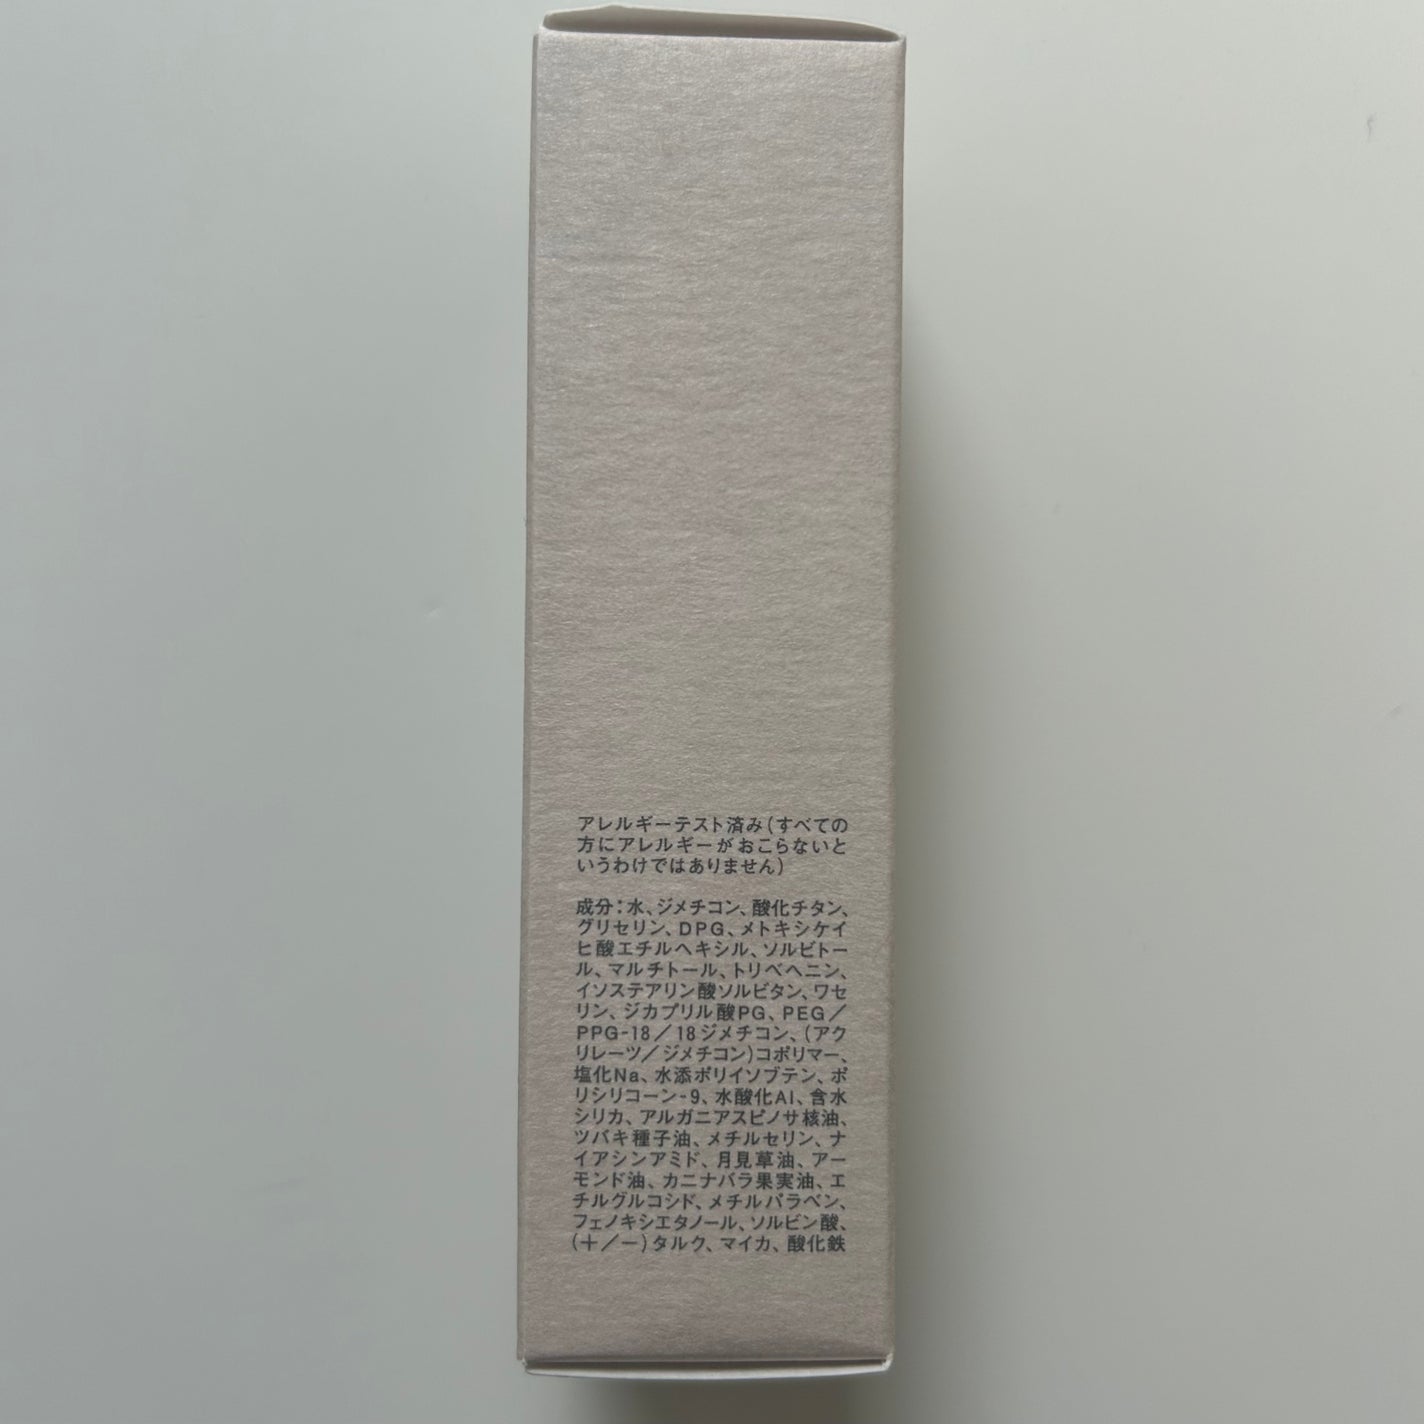 アレルギーテスト済み(すべての
方にアレルギーがおこらないと
いうわけではありません)
成分:水、ジメチコン、酸化チタン、
グリセリン、DPG、メトキシケイ
ヒ酸エチルヘキシル、ソルビトー
ル、マルチトール、トリベヘニン、
イソステアリン酸ソルビタン、ワセ
リン、ジカプリル酸PG、PEG/
PPG-18/18ジメチコン、(アク
リレーツ/ジメチコン)コポリマー、
塩化Na、水添ポリイソブテン、ポ
リシリコーン-9、水酸化Al、含水
シリカ、アルガニアスピノサ核油、
ツバキ種子油、メチルセリン、ナ
イアシンアミド、月見草油、アー
モンド油、カニナバラ果実油、エ
チルグルコシド、メチルパラベン、
フェノキシエタノール、ソルビン酸、
(+/−)タルク、マイカ、酸化鉄